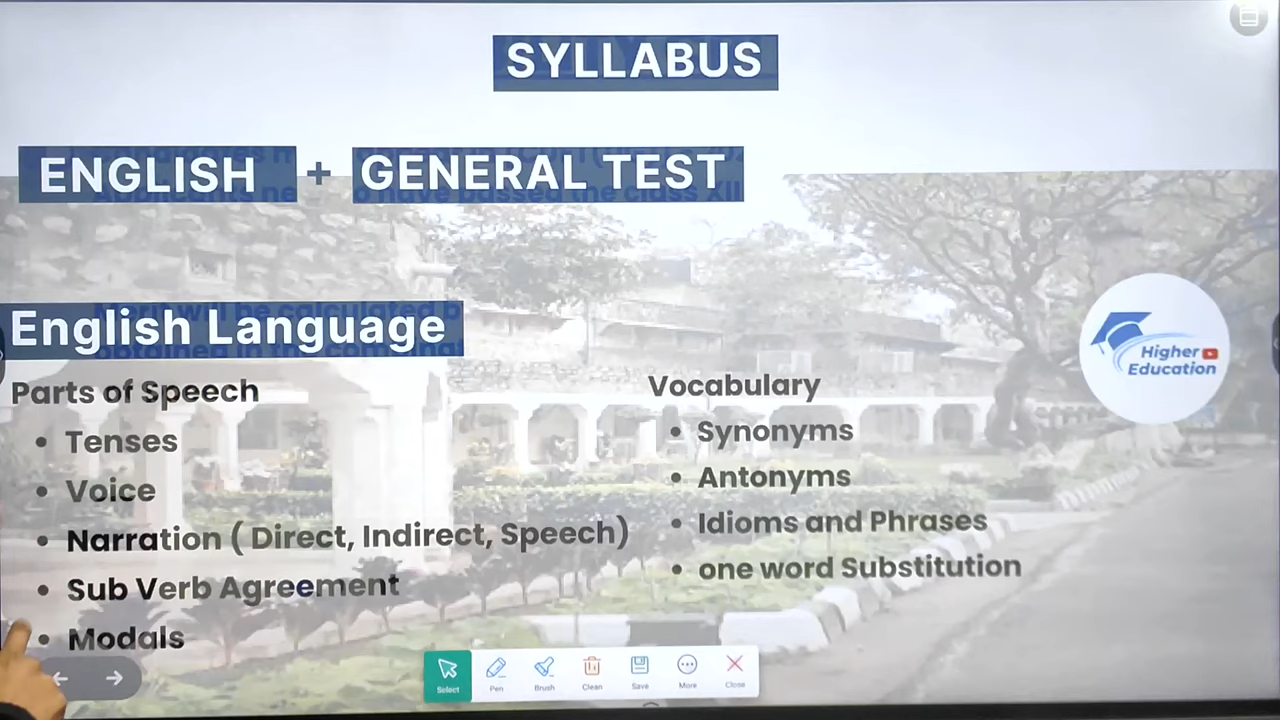 SYLLABUS
ENGLISH + GENERAL TEST
English Language
Parts of Speech
• Tenses
• Voice
• Narration ( Direct, Indirect, Speech)
• Sub Verb Agreement
• Modals
Vocabulary
• Synonyms
• Antonyms
• Idioms and Phrases
• one word Substitution
Higher
Education
Select Pen Brush Clean Save More Close